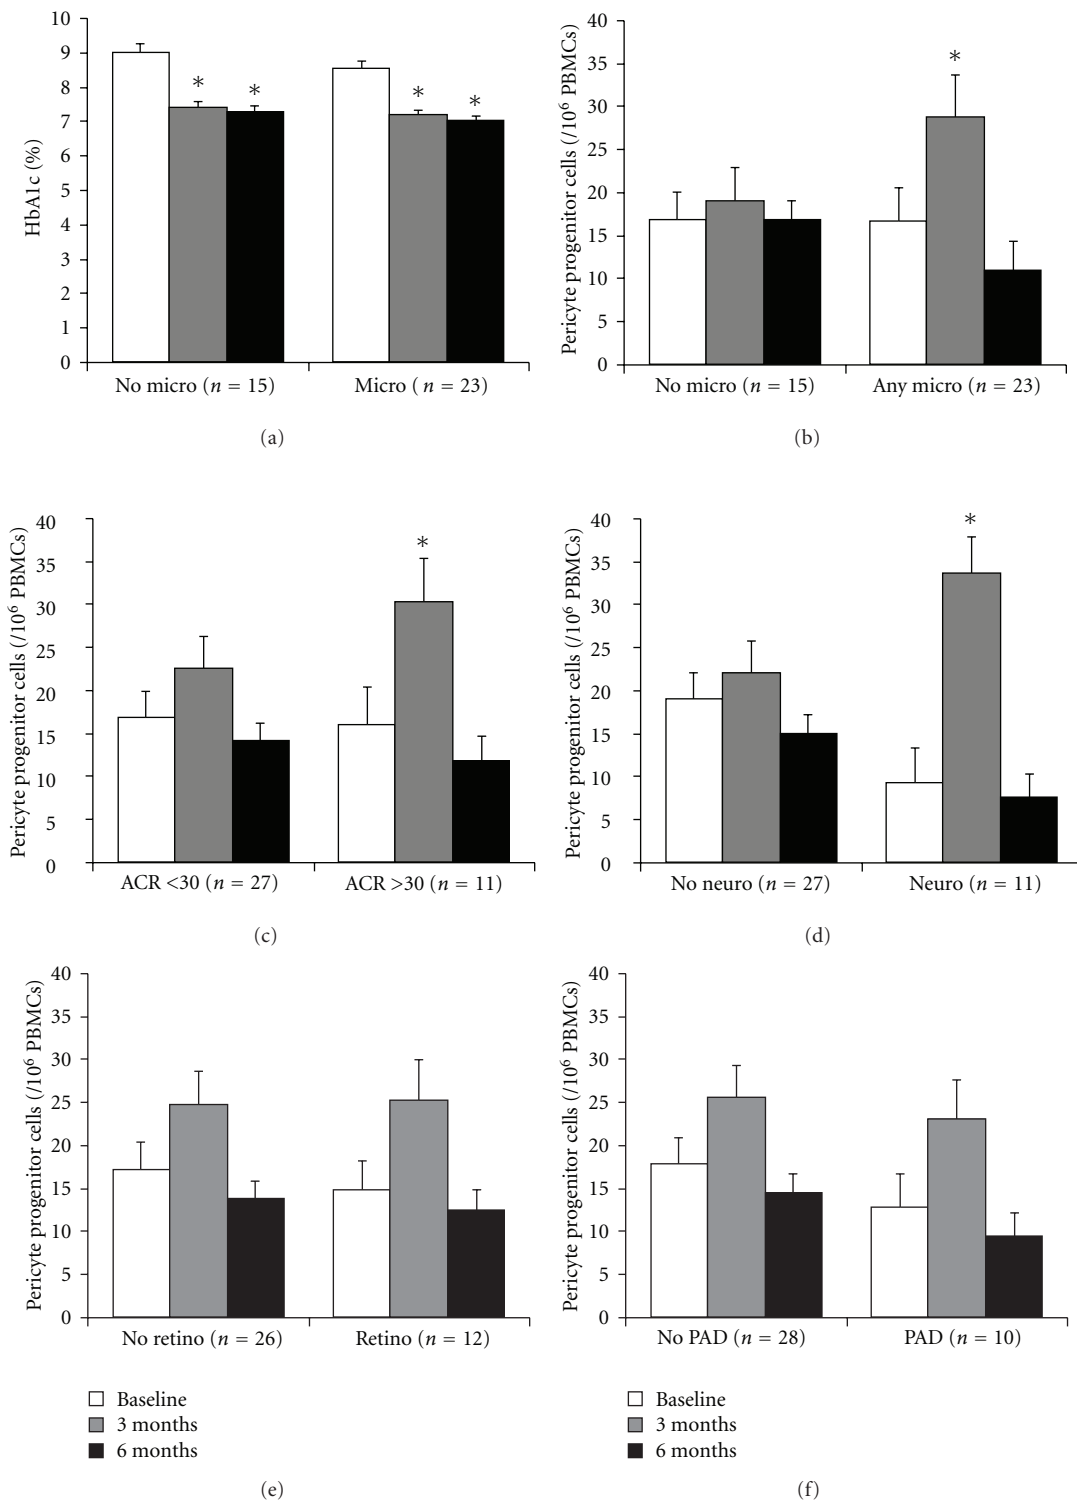 HbA1c (%)
10
9
8
7
6
5
4
3
2
1
0
* *
* *
No micro (n = 15) Micro ( n = 23)
(a)
Pericyte progenitor cells (/10⁶ PBMCs)
40
35
30
25
20
15
10
5
0
*
No micro (n = 15) Any micro (n = 23)
(b)
Pericyte progenitor cells (/10⁶ PBMCs)
40
35
30
25
20
15
10
5
0
*
ACR <30 (n = 27) ACR >30 (n = 11)
(c)
Pericyte progenitor cells (/10⁶ PBMCs)
40
35
30
25
20
15
10
5
0
*
No neuro (n = 27) Neuro (n = 11)
(d)
Pericyte progenitor cells (/10⁶ PBMCs)
40
35
30
25
20
15
10
5
0
No retino (n = 26) Retino (n = 12)
Baseline
3 months
6 months
(e)
Pericyte progenitor cells (/10⁶ PBMCs)
40
35
30
25
20
15
10
5
0
No PAD (n = 28) PAD (n = 10)
Baseline
3 months
6 months
(f)